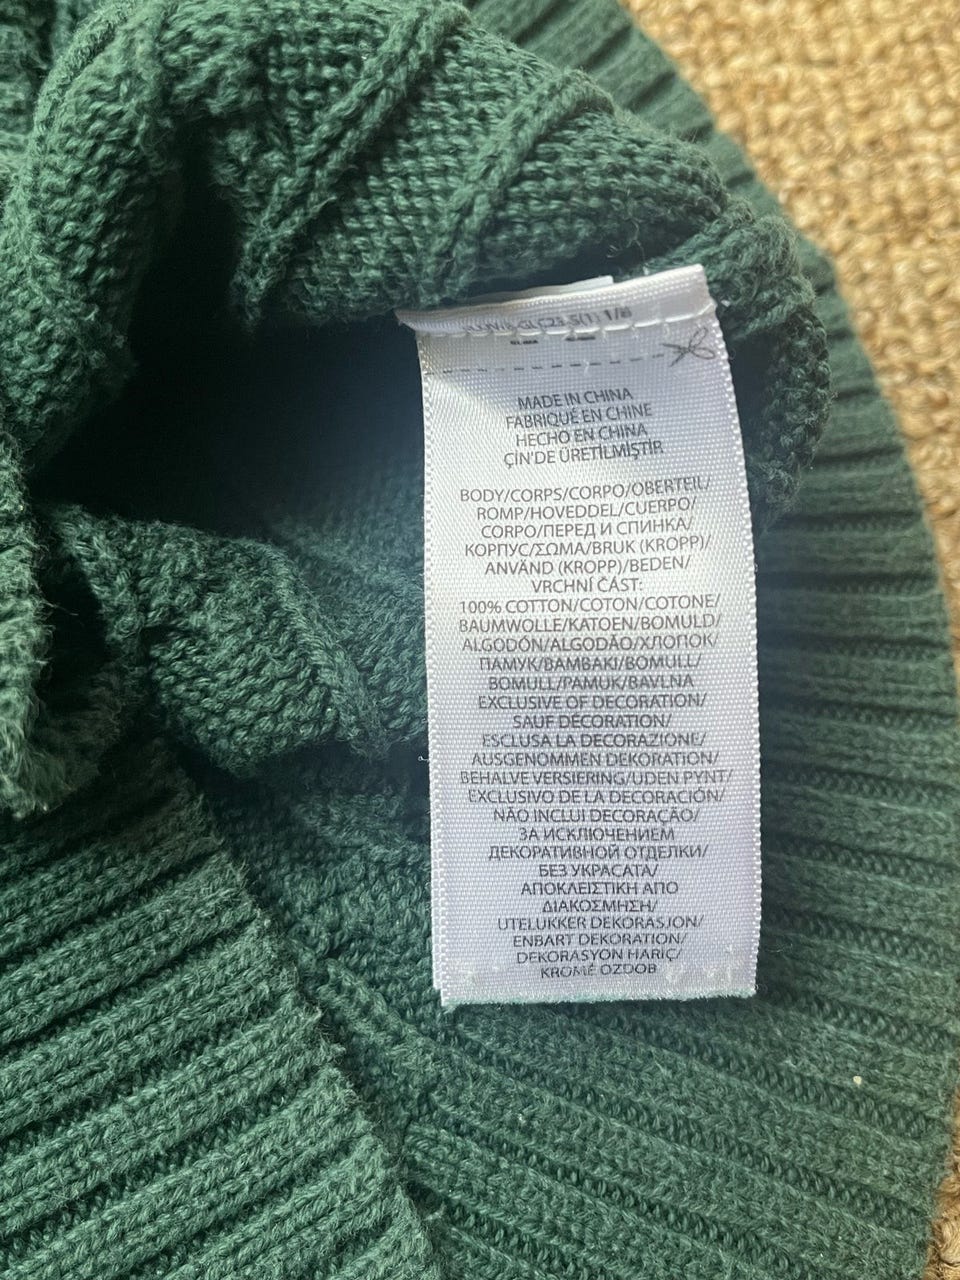 S(1) 1/8
MADE IN CHINA
FABRIQUÉ EN CHINE
HECHO EN CHINA
ÇİN'DE ÜRETİLMİŞTİR
BODY/CORPS/CORPO/OBERTEIL/
ROMP/HOVEDDEL/CUERPO/
CORPO/ПЕРЕД И СПИНКА/
КОРПУС/ΣΩΜΑ/BRUK (KROPP)/
ANVÄND (KROPP)/BEDEN/
VRCHNÍ ČÁST:
100% COTTON/COTON/COTONE/
BAUMWOLLE/KATOEN/BOMULD/
ALGODÓN/ALGODÃO/ХЛОПОК/
ПАМУК/ΒΑΜΒΑΚΙ/BOMULL/
BOMULL/PAMUK/BAVLNA
EXCLUSIVE OF DECORATION/
SAUF DÉCORATION/
ESCLUSA LA DECORAZIONE/
AUSGENOMMEN DEKORATION/
BEHALVE VERSIERING/UDEN PYNT/
EXCLUSIVO DE LA DECORACIÓN/
NÃO INCLUI DECORAÇÃO/
ЗА ИСКЛЮЧЕНИЕМ
ДЕКОРАТИВНОЙ ОТДЕЛКИ/
БЕЗ УКРАСАТА/
ΑΠΟΚΛΕΙΣΤΙΚΗ ΑΠΟ
ΔΙΑΚΟΣΜΗΣΗ/
UTELUKKER DEKORASJON/
ENBART DEKORATION/
DEKORASYON HARİÇ/
KROMĚ OZDOB